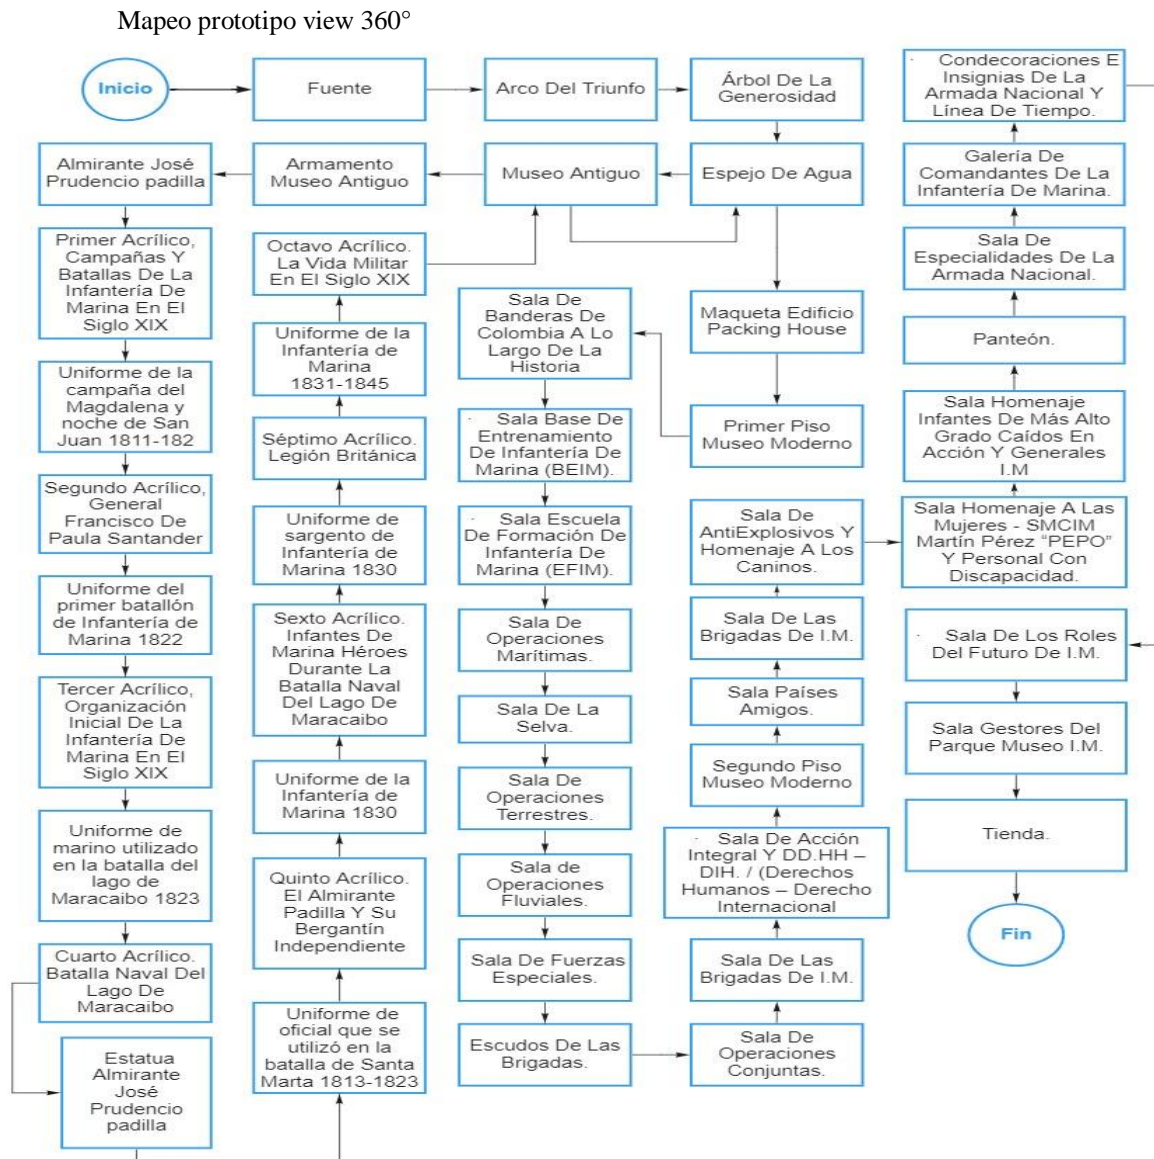 Mapeo prototipo view 360°
Inicio
Fuente
Arco Del Triunfo
Árbol De La
Generosidad
Espejo De Agua
Museo Antiguo
Armamento
Museo Antiguo
Almirante José
Prudencio padilla
Primer Acrílico,
Campañas Y
Batallas De La
Infantería De
Marina En El
Siglo XIX
Uniforme de la
campaña del
Magdalena y
noche de San
Juan 1811-182
Segundo Acrílico,
General
Francisco De
Paula Santander
Uniforme del
primer batallón
de Infantería de
Marina 1822
Tercer Acrílico,
Organización
Inicial De La
Infantería De
Marina En El
Siglo XIX
Uniforme de
marino utilizado
en la batalla del
lago de
Maracaibo 1823
Cuarto Acrílico.
Batalla Naval Del
Lago De
Maracaibo
Estatua
Almirante
José
Prudencio
padilla
Uniforme de
oficial que se
utilizó en la
batalla de Santa
Marta 1813-1823
Quinto Acrílico.
El Almirante
Padilla Y Su
Bergantín
Independiente
Uniforme de la
Infantería de
Marina 1830
Sexto Acrílico.
Infantes De
Marina Héroes
Durante La
Batalla Naval
Del Lago De
Maracaibo
Uniforme de
sargento de
Infantería de
Marina 1830
Séptimo Acrílico.
Legión Británica
Uniforme de la
Infantería de
Marina
1831-1845
Octavo Acrílico.
La Vida Militar
En El Siglo XIX
Maqueta Edificio
Packing House
Primer Piso
Museo Moderno
Sala De
Banderas De
Colombia A Lo
Largo De La
Historia
· Sala Base De
Entrenamiento
De Infantería De
Marina (BEIM).
· Sala Escuela
De Formación De
Infantería De
Marina (EFIM).
Sala De
Operaciones
Marítimas.
Sala De La
Selva.
Sala De
Operaciones
Terrestres.
Sala de
Operaciones
Fluviales.
Sala De Fuerzas
Especiales.
Escudos De Las
Brigadas.
Sala De
Operaciones
Conjuntas.
Sala De Las
Brigadas De I.M.
· Sala De Acción
Integral Y DD.HH –
DIH. / (Derechos
Humanos – Derecho
Internacional
Segundo Piso
Museo Moderno
Sala Países
Amigos.
Sala De Las
Brigadas De I.M.
· Sala De
AntiExplosivos Y
Homenaje A Los
Caninos.
Sala Homenaje A Las
Mujeres - SMCIM
Martín Pérez “PEPO”
Y Personal Con
Discapacidad.
Sala Homenaje
Infantes De Más Alto
Grado Caídos En
Acción Y Generales
I.M
Panteón.
Sala De
Especialidades De La
Armada Nacional.
Galería De
Comandantes De La
Infantería De Marina.
· Condecoraciones E
Insignias De La
Armada Nacional Y
Línea De Tiempo.
· Sala De Los Roles
Del Futuro De I.M.
Sala Gestores Del
Parque Museo I.M.
Tienda.
Fin